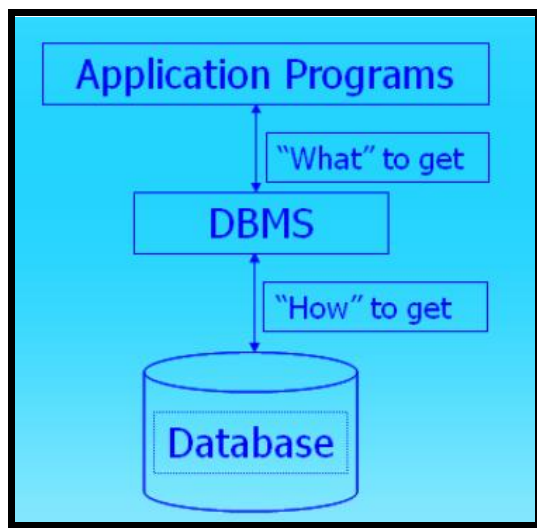 Application Programs
“What” to get
DBMS
“How” to get
Database